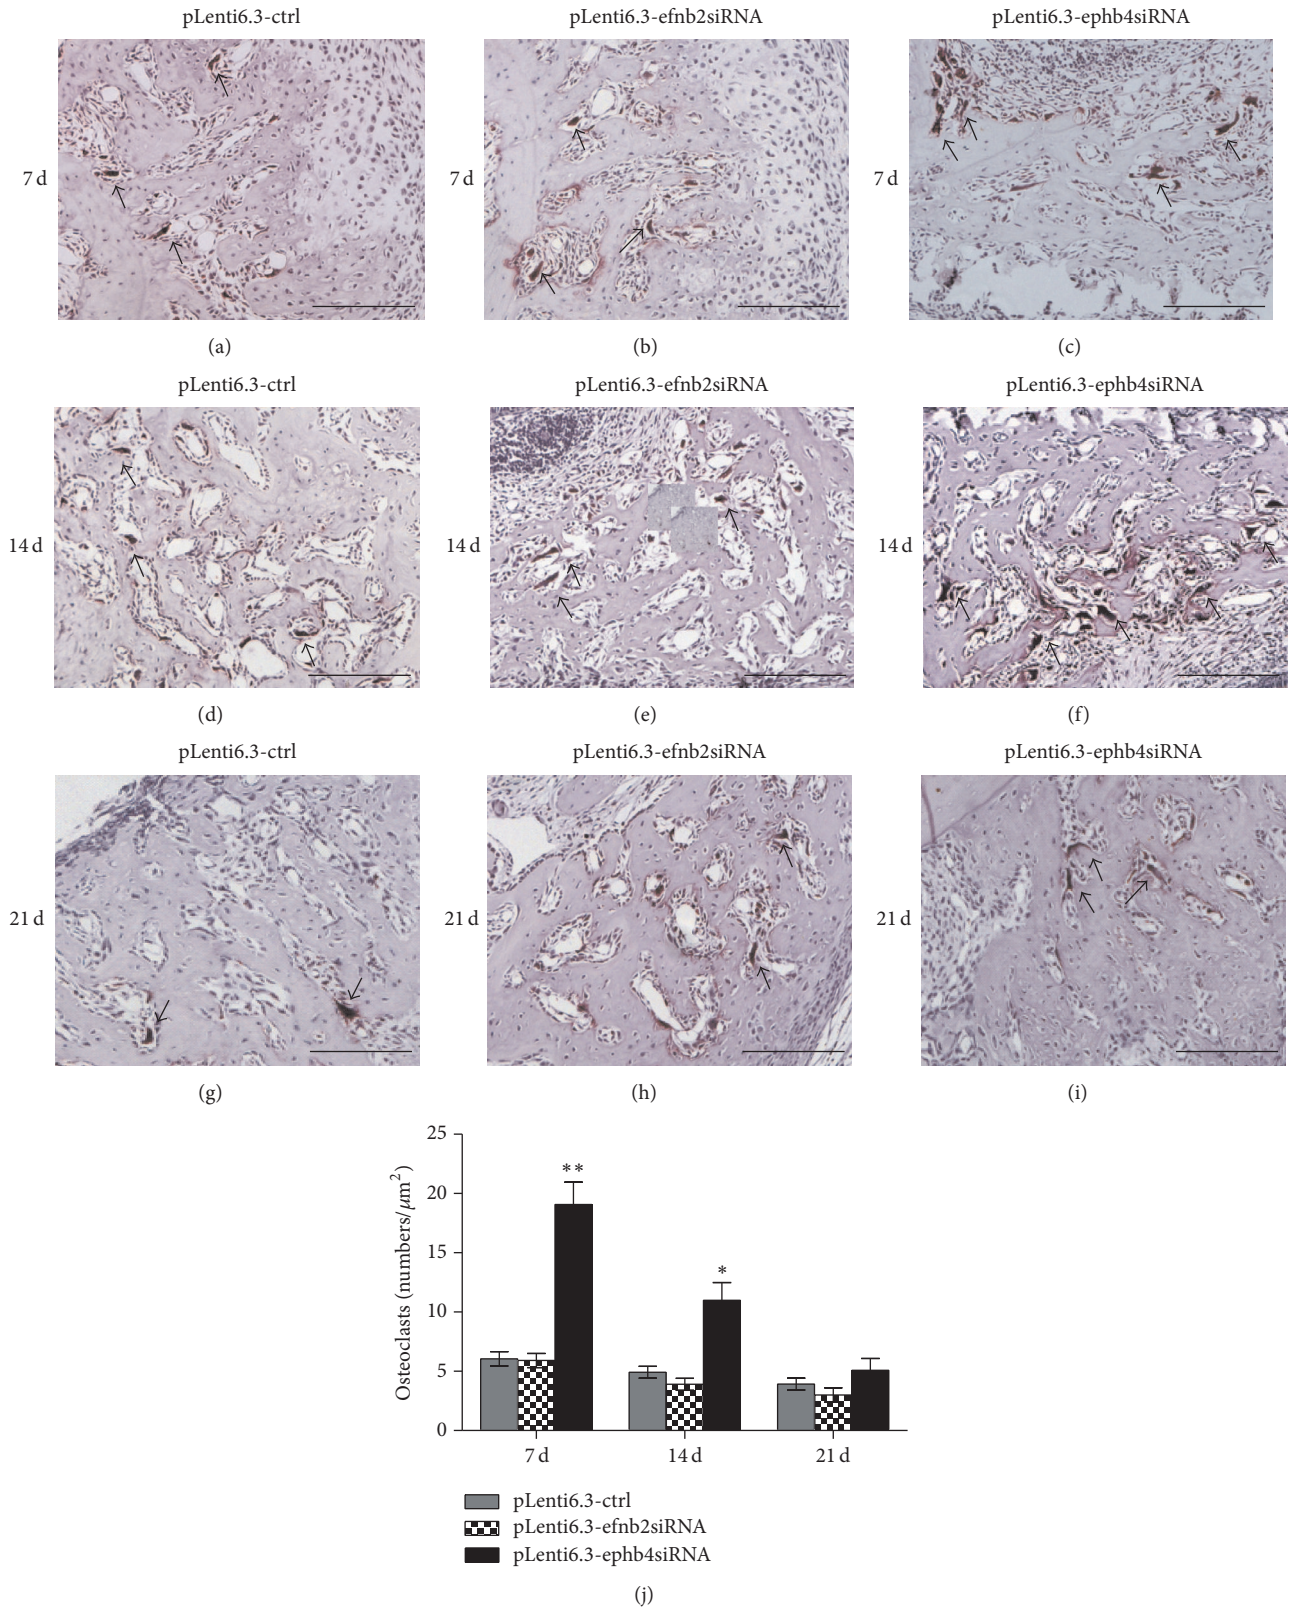 pLenti6.3-ctrl
pLenti6.3-efnb2siRNA
pLenti6.3-ephb4siRNA
7 d
7 d
7 d
(a)
(b)
(c)
pLenti6.3-ctrl
pLenti6.3-efnb2siRNA
pLenti6.3-ephb4siRNA
14 d
14 d
14 d
(d)
(e)
(f)
pLenti6.3-ctrl
pLenti6.3-efnb2siRNA
pLenti6.3-ephb4siRNA
21 d
21 d
21 d
(g)
(h)
(i)
Osteoclasts (numbers/μm²)
25
20
15
10
5
0
**
*
7 d
14 d
21 d
pLenti6.3-ctrl
pLenti6.3-efnb2siRNA
pLenti6.3-ephb4siRNA
(j)